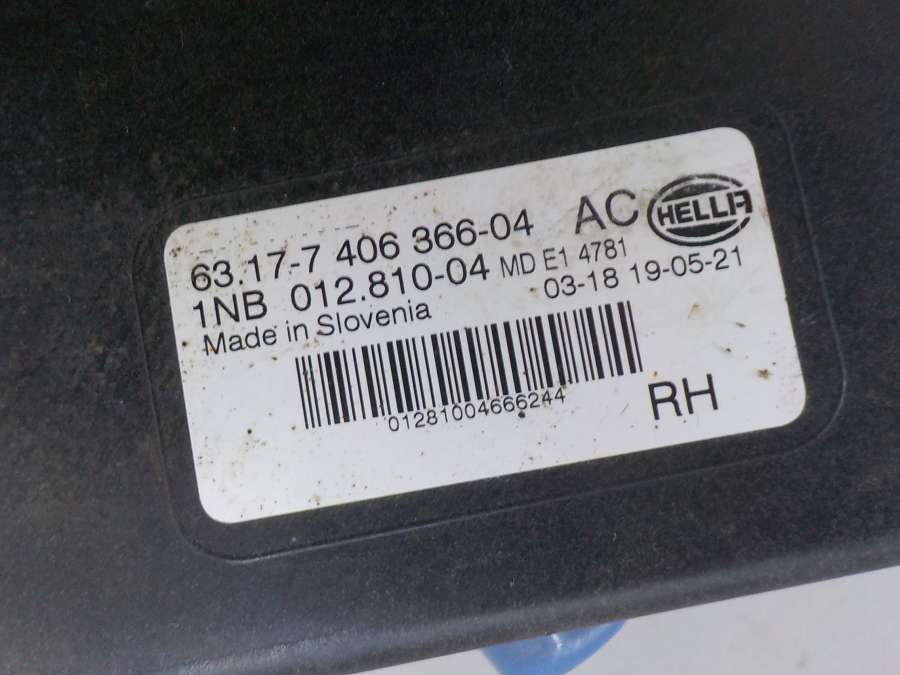 63.17-7 406 366-04 AC HELLA
1NB 012.810-04 MD E1 4781
03-18 19-05-21
Made in Slovenia
01281004666244
RH